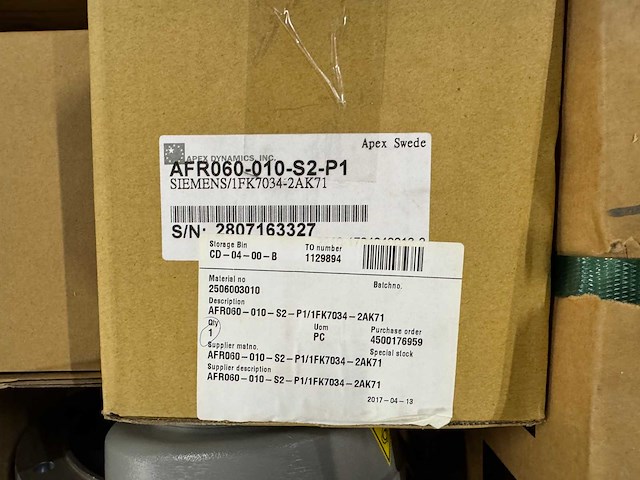 Apex Swede
APEX DYNAMICS, INC.
AFR060-010-S2-P1
SIEMENS/1FK7034-2AK71
S/N: 2807163327
Storage Bin TO number
CD-04-00-B 1129894
Material no Batchno.
2506003010
Description
AFR060-010-S2-P1/1FK7034-2AK71
Qty Uom Purchase order
1 PC 4500176959
Supplier matno. Special stock
AFR060-010-S2-P1/1FK7034-2AK71
Supplier description
AFR060-010-S2-P1/1FK7034-2AK71
2017-04-13